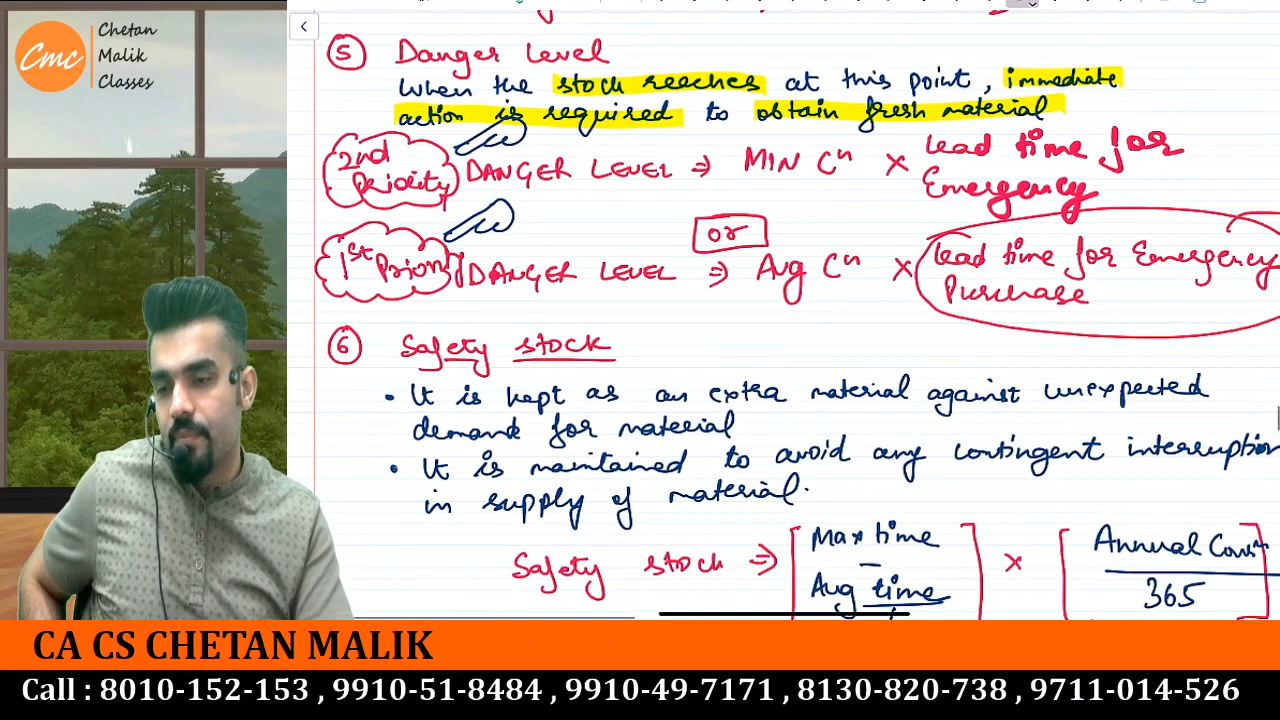 Chetan
Malik
Classes
Cmc
⑤ Danger level
When the stock reaches at this point, immediate
action is required to obtain fresh material
2nd Priority DANGER LEVEL ⇒ MIN Cⁿ × lead time for
Emergency
or
1st Priority DANGER LEVEL ⇒ Avg Cⁿ × lead time for Emergency
Purchase
⑥ Safety stock
• It is kept as an extra material against unexpected
demand for material
• It is maintained to avoid any contingent interruption
in supply of material.
Safety stock ⇒ [Max time – Avg time] × [Annual Consⁿ / 365]
CA CS CHETAN MALIK
Call : 8010-152-153 , 9910-51-8484 , 9910-49-7171 , 8130-820-738 , 9711-014-526